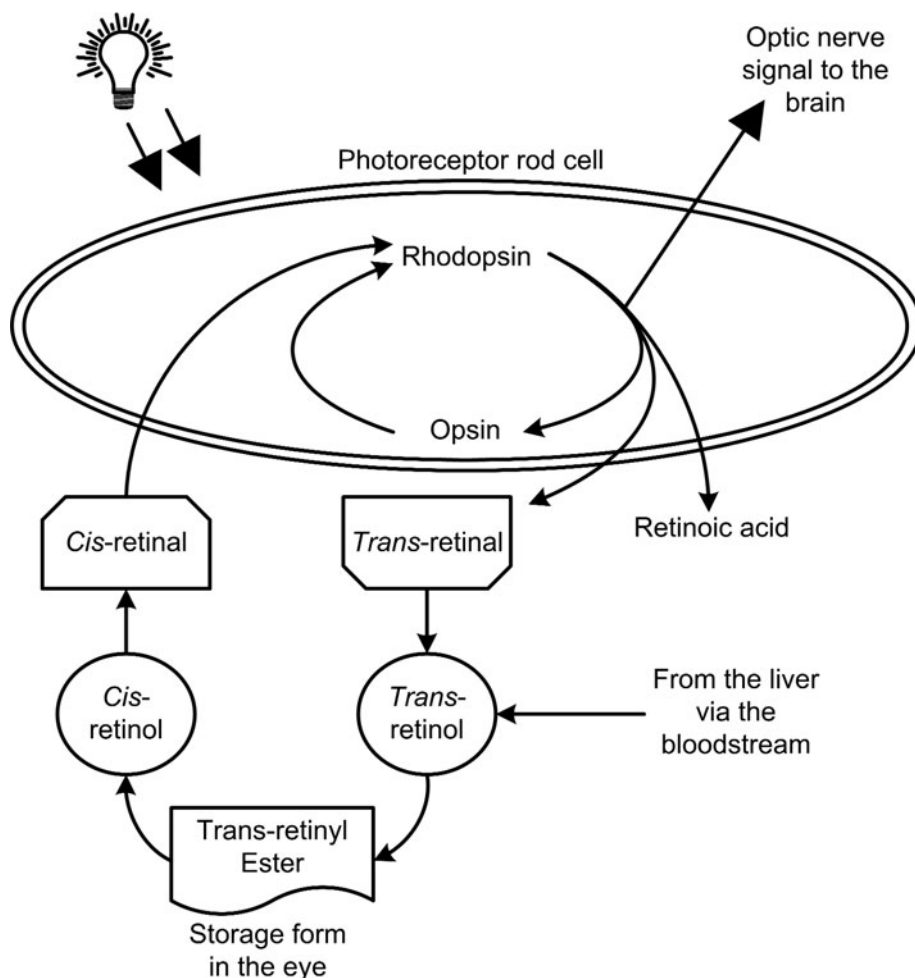 Optic nerve
signal to the
brain
Photoreceptor rod cell
Rhodopsin
Opsin
Cis-retinal
Trans-retinal
Retinoic acid
Cis-
retinol
Trans-
retinol
From the liver
via the
bloodstream
Trans-retinyl
Ester
Storage form
in the eye